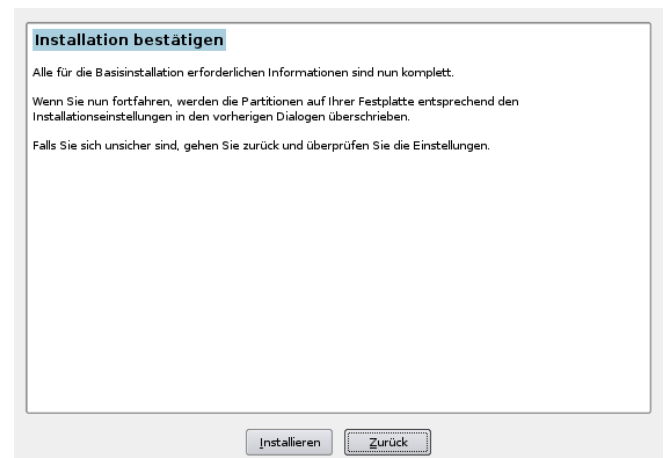 Installation bestätigen
Alle für die Basisinstallation erforderlichen Informationen sind nun komplett.
Wenn Sie nun fortfahren, werden die Partitionen auf Ihrer Festplatte entsprechend den
Installationseinstellungen in den vorherigen Dialogen überschrieben.
Falls Sie sich unsicher sind, gehen Sie zurück und überprüfen Sie die Einstellungen.
Installieren
Zurück